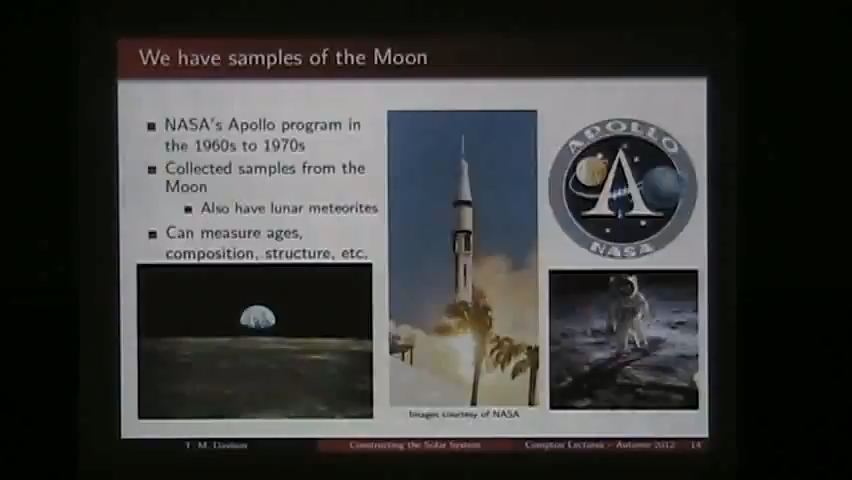 We have samples of the Moon
NASA's Apollo program in
the 1960s to 1970s
Collected samples from the
Moon
Also have lunar meteorites
Can measure ages,
composition, structure, etc.
APOLLO
A
NASA
Images courtesy of NASA
T. M. Davison
Constructing the Solar System
Compton Lectures – Autumn 2012
14